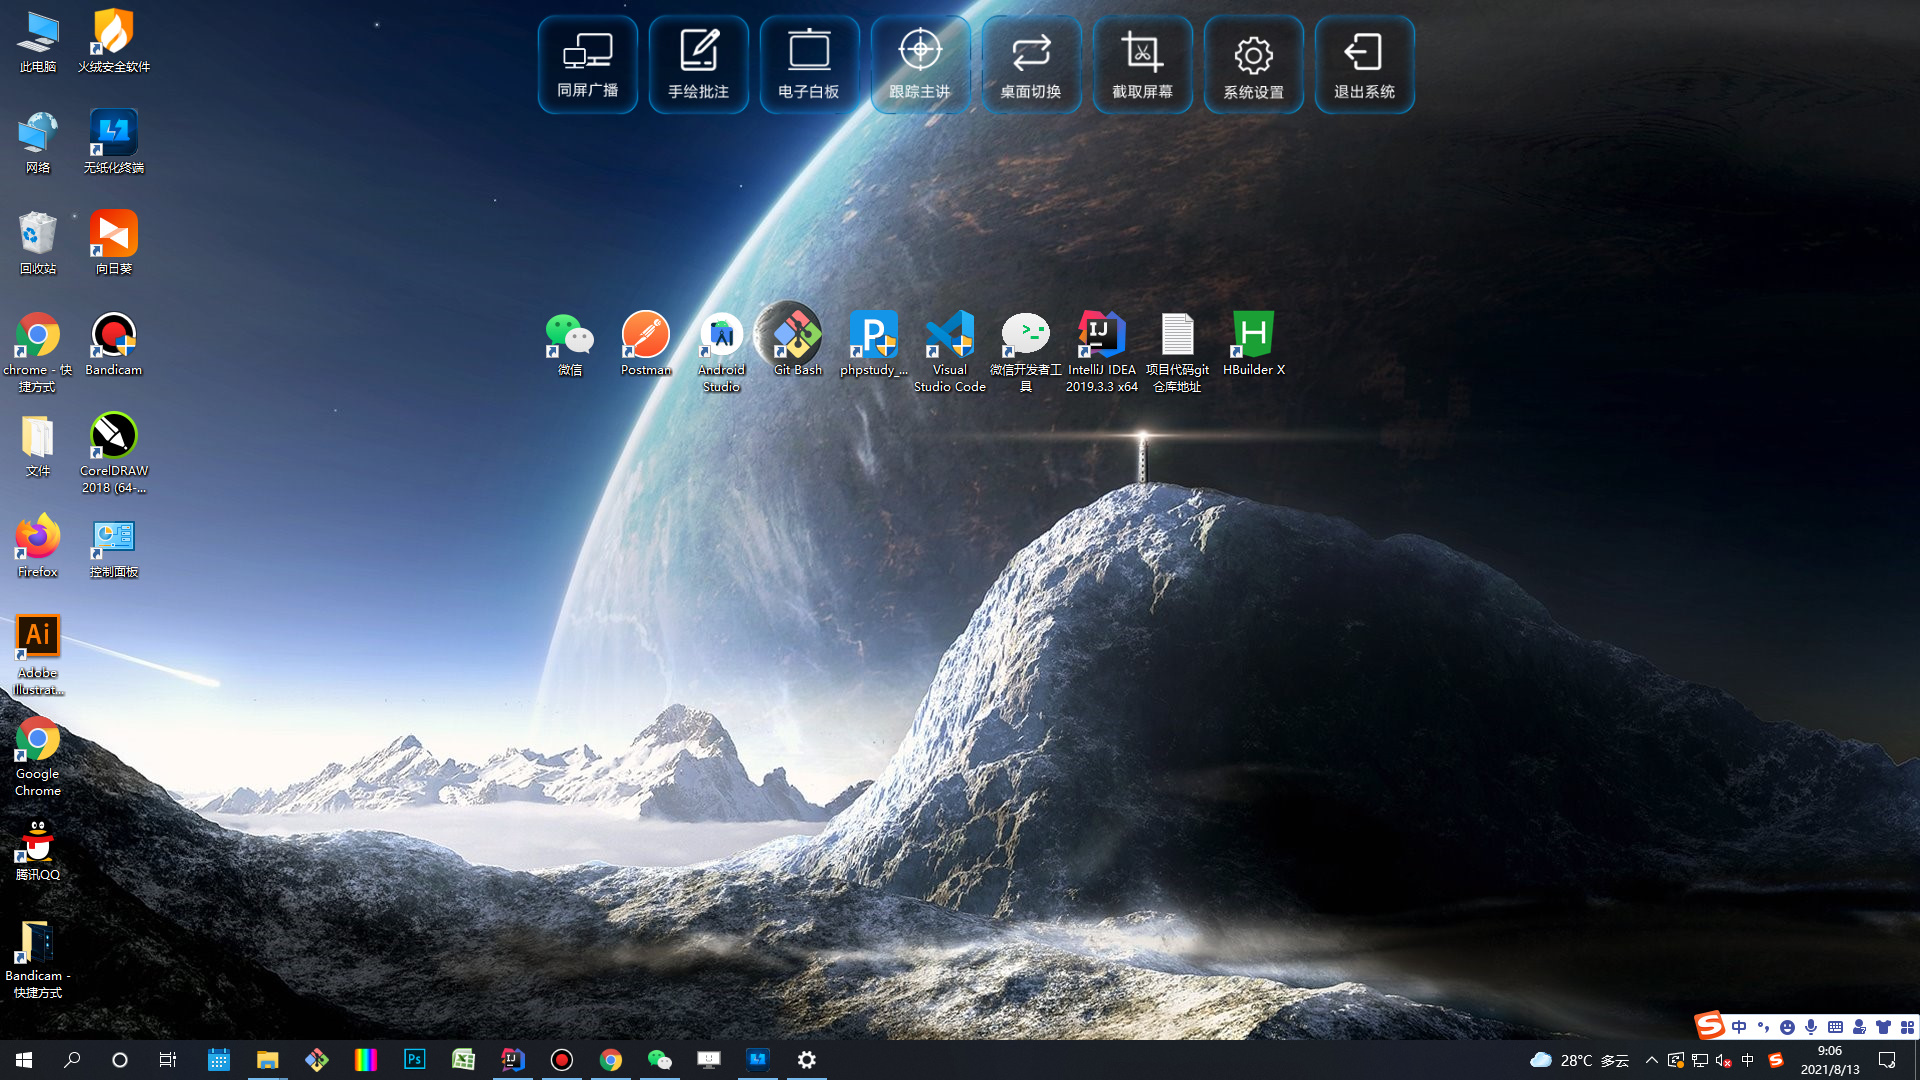 同屏广播
手绘批注
电子白板
跟踪主讲
桌面切换
截取屏幕
系统设置
退出系统
此电脑
火绒安全软件
网络
无纸化终端
回收站
向日葵
chrome - 快
捷方式
Bandicam
文件
CorelDRAW
2018 (64-...
Firefox
控制面板
Ai
Adobe
Illustrat...
Google
Chrome
腾讯QQ
Bandicam -
快捷方式
微信
Postman
Android
Studio
Git Bash
P
phpstudy_...
Visual
Studio Code
微信开发者工
具
IJ
IntelliJ IDEA
2019.3.3 x64
项目代码git
仓库地址
H
HBuilder X
S 中
Ps
IJ
28°C 多云
中
S
9:06
2021/8/13